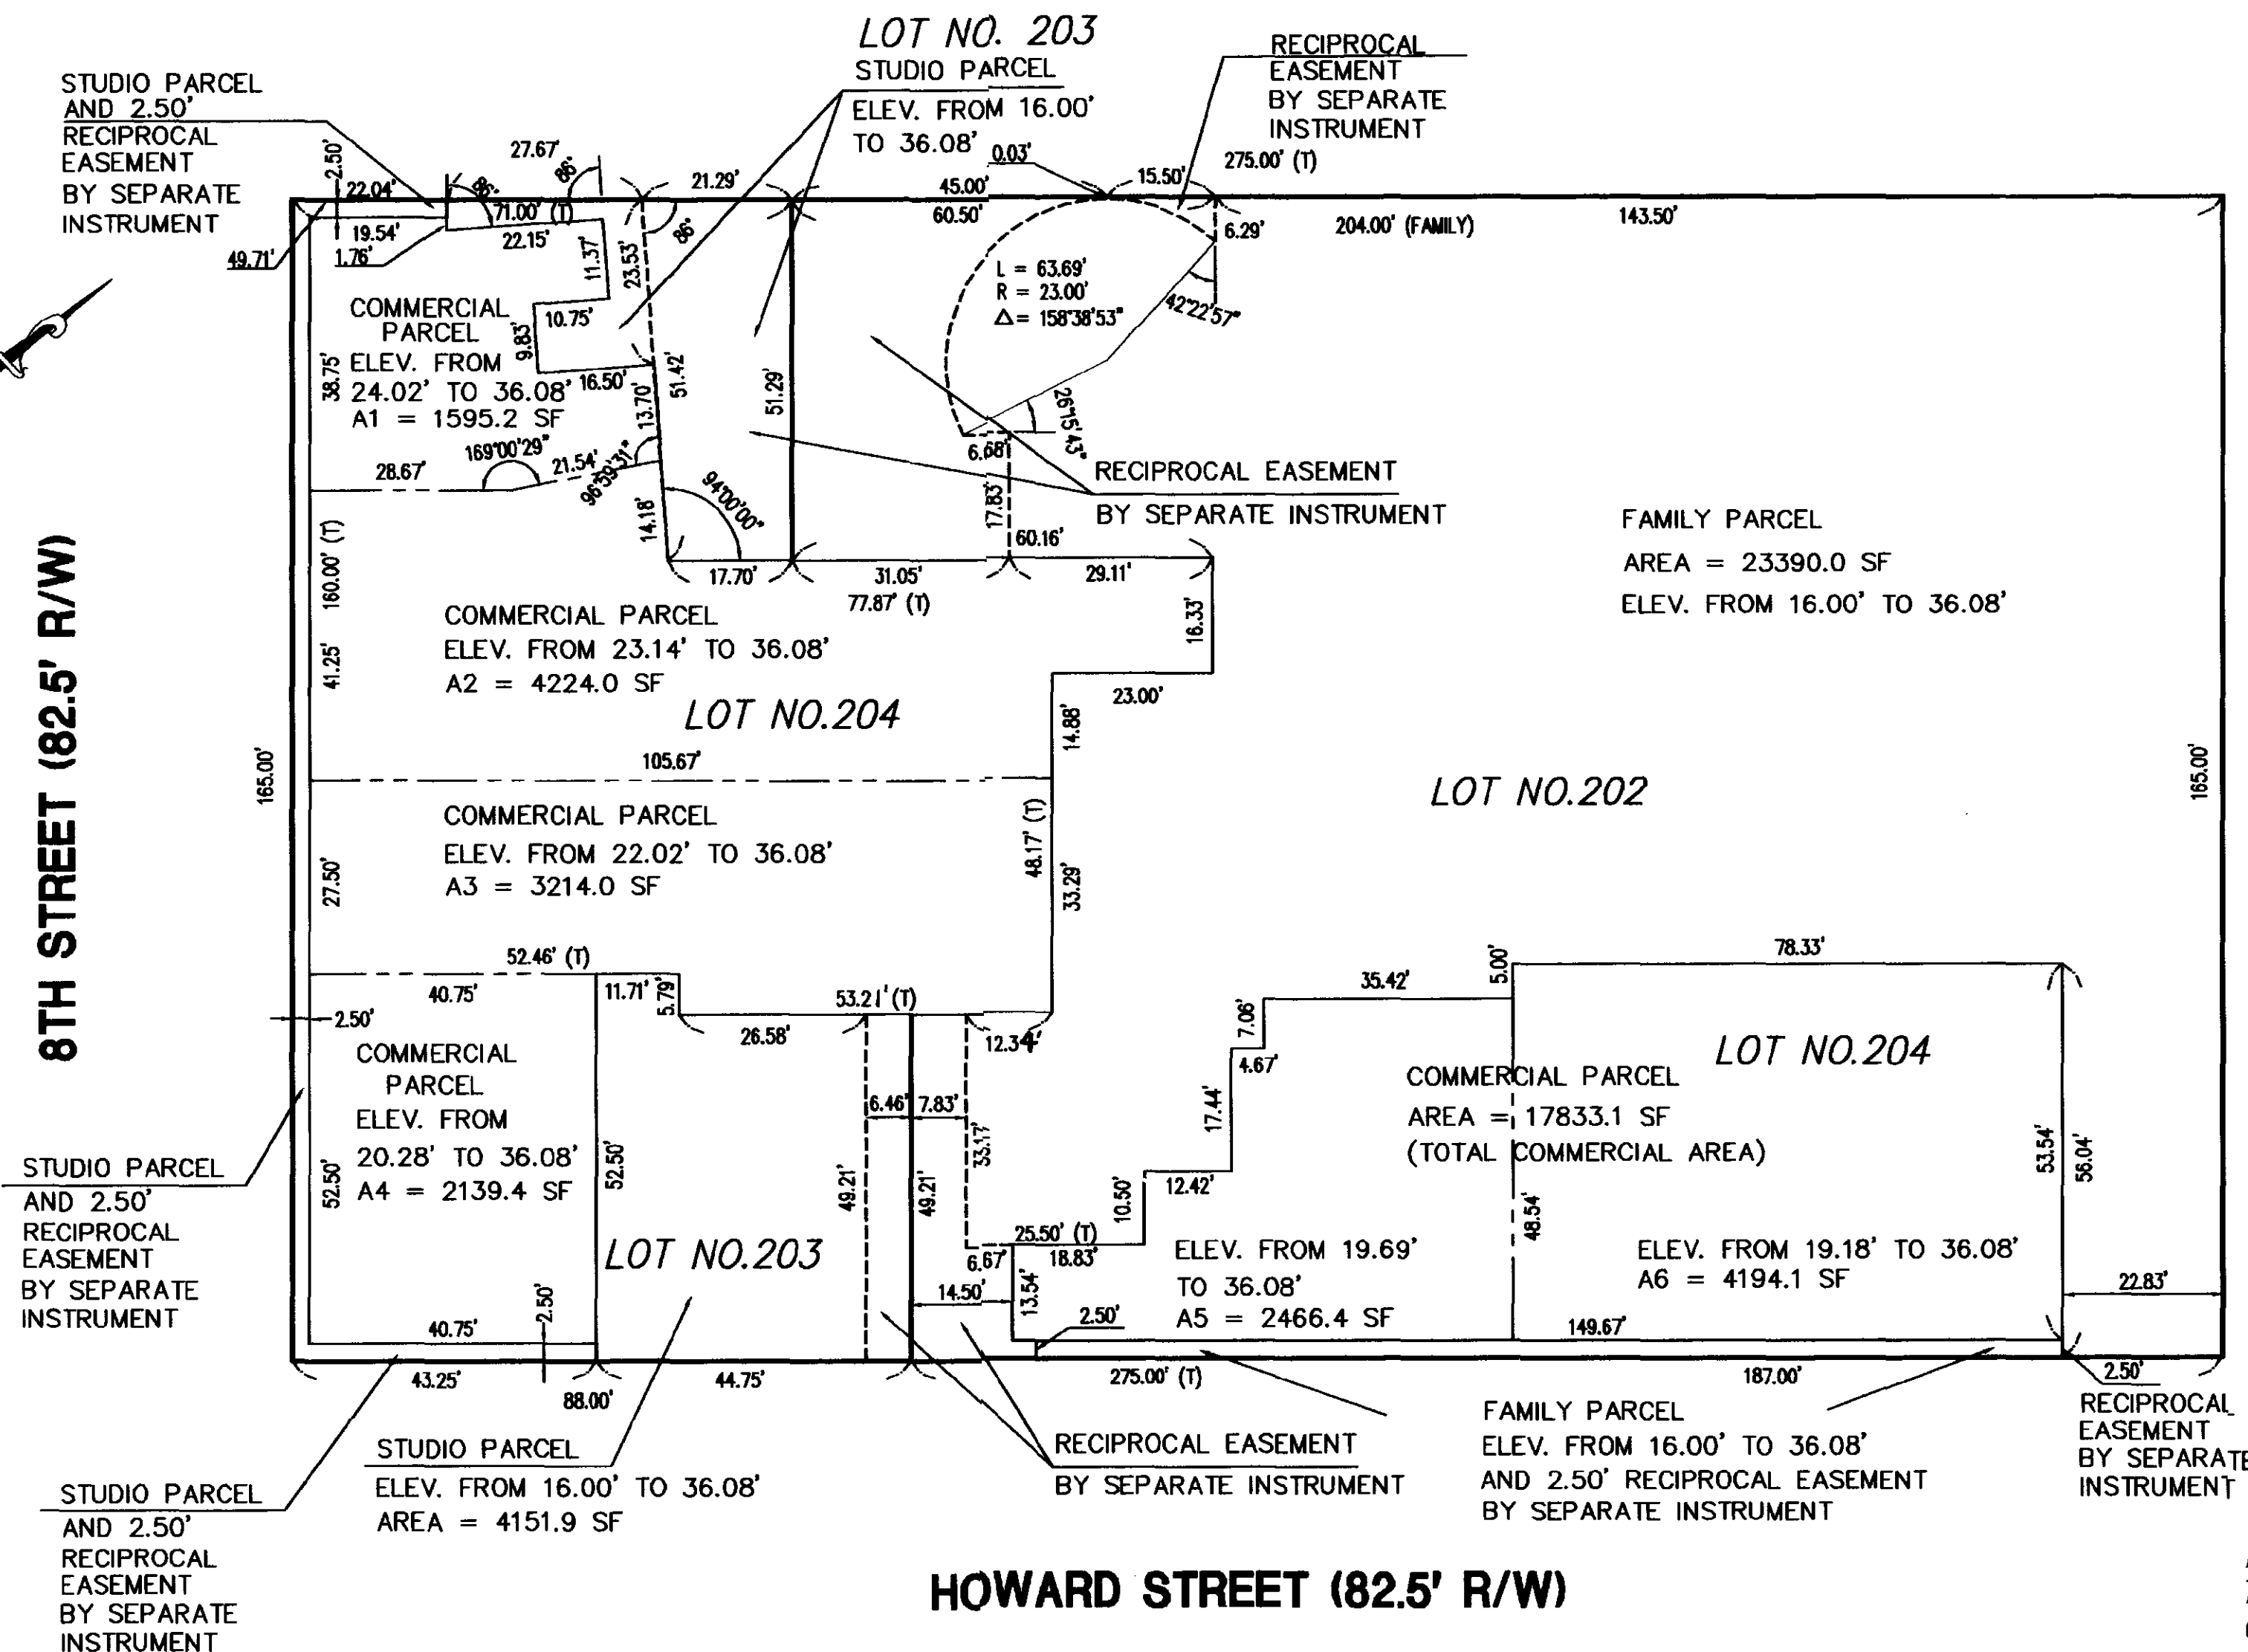 LOT NO. 203
STUDIO PARCEL
ELEV. FROM 16.00'
TO 36.08'
RECIPROCAL
EASEMENT
BY SEPARATE
INSTRUMENT
STUDIO PARCEL
AND 2.50'
RECIPROCAL
EASEMENT
BY SEPARATE
INSTRUMENT
2.50'
27.67'
86°
86°
22.04'
71.00' (T)
21.29'
0.03'
45.00'
60.50'
15.50'
275.00' (T)
204.00' (FAMILY)
143.50'
49.71'
19.54'
1.76'
22.15'
11.37'
23.53'
86°
6.29'
L = 63.69'
R = 23.00'
Δ = 158°38'53"
42°22'57"
COMMERCIAL
PARCEL
ELEV. FROM
24.02' TO 36.08'
A1 = 1595.2 SF
10.75'
9.83'
16.50'
38.75'
13.70'
51.42'
51.29'
26°15'43"
6.68'
169°00'29"
28.67'
21.54'
96°59'31"
94°00'00"
14.18'
17.83'
RECIPROCAL EASEMENT
BY SEPARATE INSTRUMENT
60.16'
17.70'
31.05'
29.11'
77.87' (T)
16.33'
23.00'
FAMILY PARCEL
AREA = 23390.0 SF
ELEV. FROM 16.00' TO 36.08'
8TH STREET (82.5' R/W)
160.00' (T)
41.25'
COMMERCIAL PARCEL
ELEV. FROM 23.14' TO 36.08'
A2 = 4224.0 SF
LOT NO.204
14.88'
105.67'
165.00'
165.00'
LOT NO.202
COMMERCIAL PARCEL
ELEV. FROM 22.02' TO 36.08'
A3 = 3214.0 SF
27.50'
48.17' (T)
33.29'
52.46' (T)
40.75'
11.71'
5.79'
53.21' (T)
26.58'
12.34'
2.50'
COMMERCIAL
PARCEL
ELEV. FROM
20.28' TO 36.08'
A4 = 2139.4 SF
52.50'
52.50'
6.46'
7.83'
33.17'
49.21'
49.21'
LOT NO.203
78.33'
5.00'
35.42'
7.06'
4.67'
17.44'
12.42'
10.50'
25.50' (T)
18.83'
6.67'
13.54'
14.50'
LOT NO.204
COMMERCIAL PARCEL
AREA = 17833.1 SF
(TOTAL COMMERCIAL AREA)
53.54'
56.04'
48.54'
ELEV. FROM 19.69'
TO 36.08'
A5 = 2466.4 SF
ELEV. FROM 19.18' TO 36.08'
A6 = 4194.1 SF
22.83'
STUDIO PARCEL
AND 2.50'
RECIPROCAL
EASEMENT
BY SEPARATE
INSTRUMENT
40.75'
2.50'
2.50'
149.67'
43.25'
88.00'
44.75'
275.00' (T)
187.00'
2.50'
RECIPROCAL
EASEMENT
BY SEPARATE
INSTRUMENT
STUDIO PARCEL
ELEV. FROM 16.00' TO 36.08'
AREA = 4151.9 SF
RECIPROCAL EASEMENT
BY SEPARATE INSTRUMENT
FAMILY PARCEL
ELEV. FROM 16.00' TO 36.08'
AND 2.50' RECIPROCAL EASEMENT
BY SEPARATE INSTRUMENT
STUDIO PARCEL
AND 2.50'
RECIPROCAL
EASEMENT
BY SEPARATE
INSTRUMENT
HOWARD STREET (82.5' R/W)